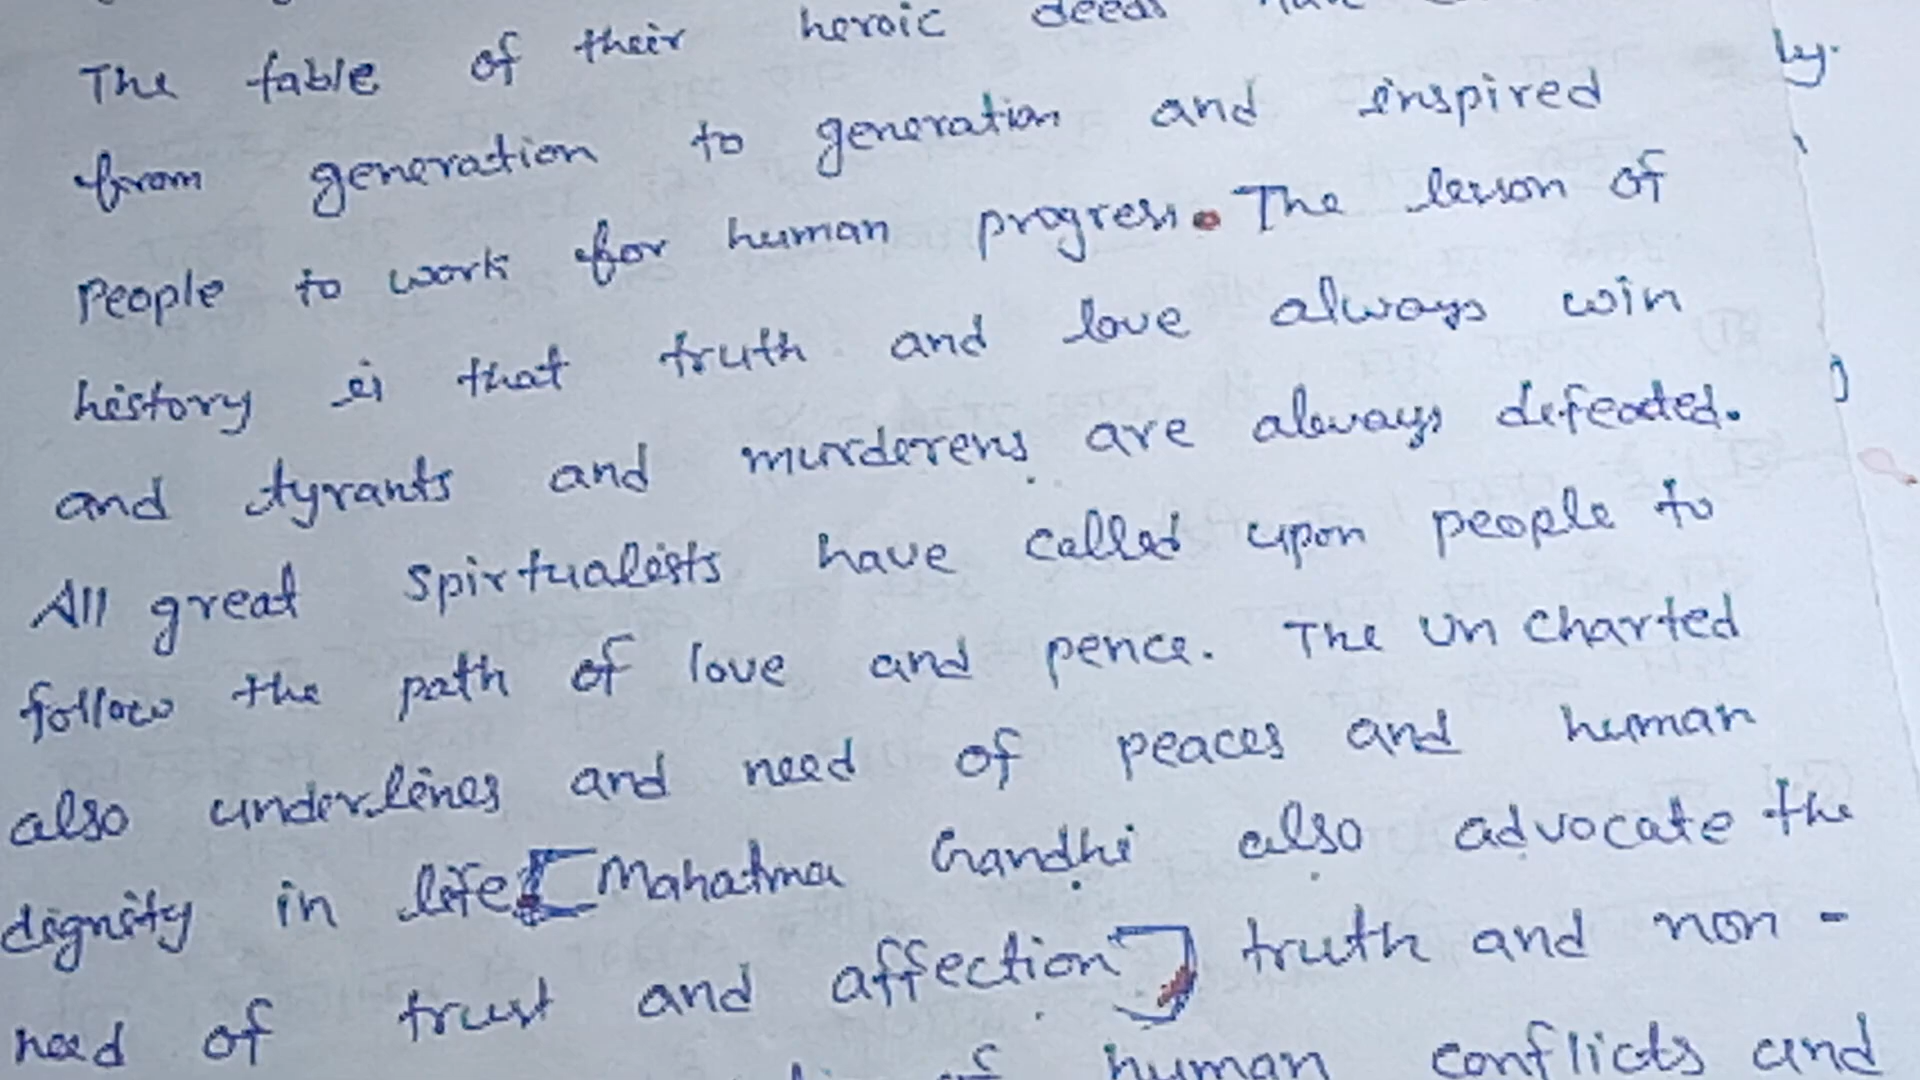 The fable of their heroic deeds
from generation to generation and inspired
people to work for human progress. The lesson of
history is that truth and love always win
and tyrants and murderers are always defeated.
All great spirtualists have called upon people to
follow the path of love and pence. The un charted
also underlines and need of peaces and human
dignity in life [Mahatma Gandhi also advocate the
need of trust and affection] truth and non-
of human conflicts and
ly.